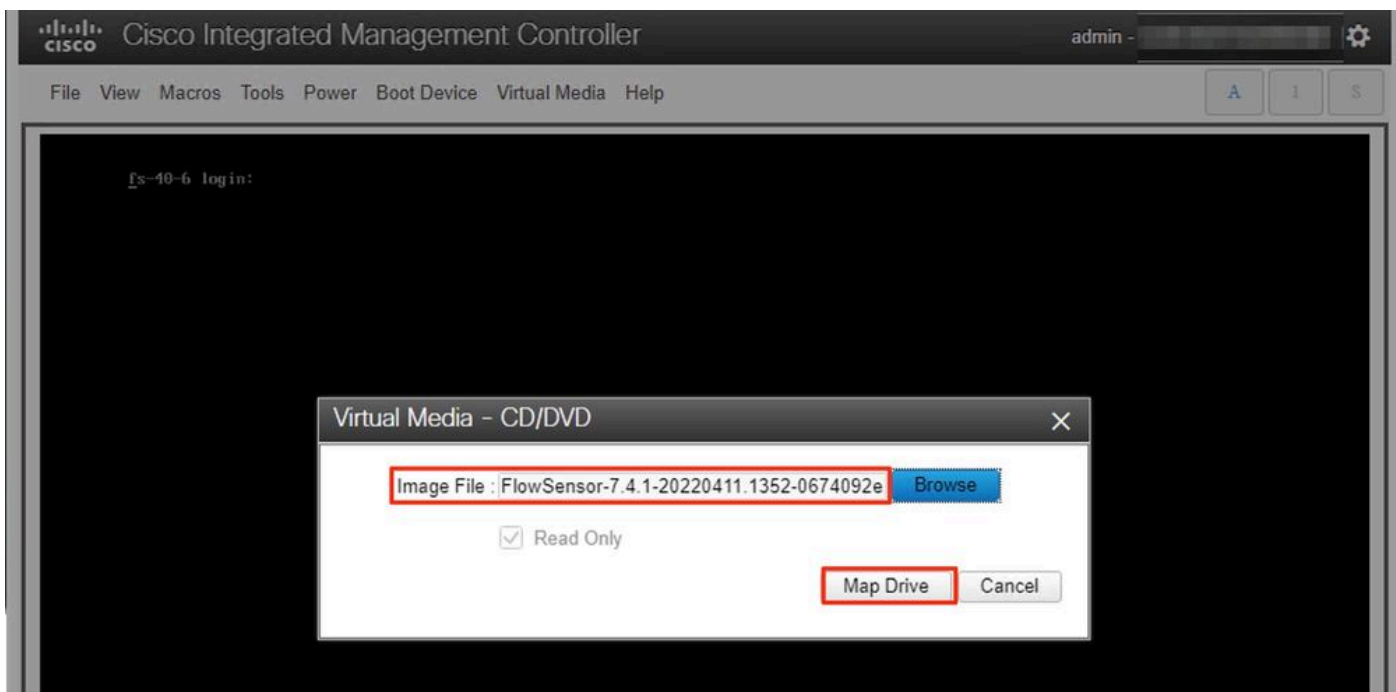 CISCO Cisco Integrated Management Controller admin -
File View Macros Tools Power Boot Device Virtual Media Help A 1 S
fs-40-6 login:
Virtual Media - CD/DVD
Image File : FlowSensor-7.4.1-20220411.1352-0674092e Browse
Read Only
Map Drive Cancel